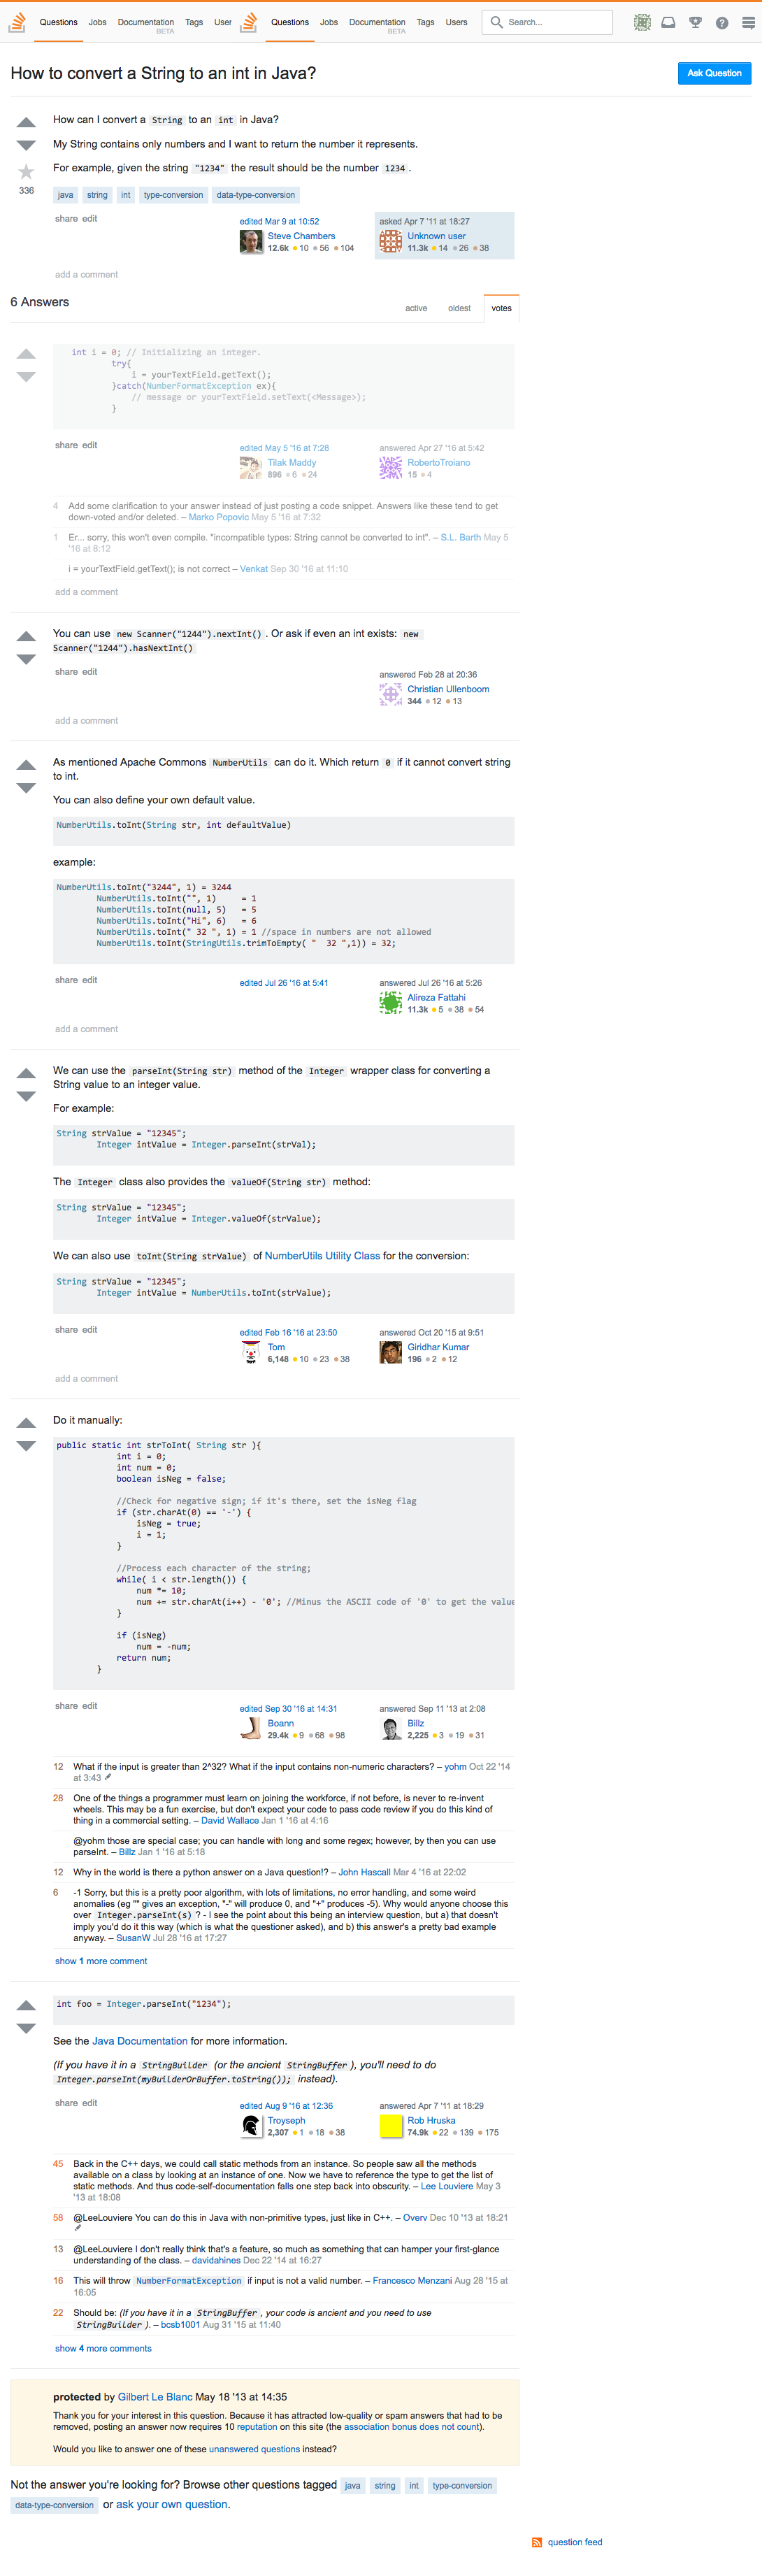 Questions Jobs Documentation BETA Tags User Questions Jobs Documentation BETA Tags Users Search...
How to convert a String to an int in Java?
Ask Question
How can I convert a String to an int in Java?
My String contains only numbers and I want to return the number it represents.
For example, given the string "1234" the result should be the number 1234.
336
java string int type-conversion data-type-conversion
share edit
edited Mar 9 at 10:52
Steve Chambers
12.6k 10 56 104
asked Apr 7 '11 at 18:27
Unknown user
11.3k 14 26 38
add a comment
6 Answers
active oldest votes
int i = 0; // Initializing an integer.
try{
i = yourTextField.getText();
}catch(NumberFormatException ex){
// message or yourTextField.setText(<Message>);
}
share edit
edited May 5 '16 at 7:28
Tilak Maddy
896 6 24
answered Apr 27 '16 at 5:42
RobertoTroiano
15 4
4 Add some clarification to your answer instead of just posting a code snippet. Answers like these tend to get
down-voted and/or deleted. – Marko Popovic May 5 '16 at 7:32
1 Er... sorry, this won't even compile. "incompatible types: String cannot be converted to int". – S.L. Barth May 5
'16 at 8:12
i = yourTextField.getText(); is not correct – Venkat Sep 30 '16 at 11:10
add a comment
You can use new Scanner("1244").nextInt() . Or ask if even an int exists: new
Scanner("1244").hasNextInt()
share edit
answered Feb 28 at 20:36
Christian Ullenboom
344 12 13
add a comment
As mentioned Apache Commons NumberUtils can do it. Which return 0 if it cannot convert string
to int.
You can also define your own default value.
NumberUtils.toInt(String str, int defaultValue)
example:
NumberUtils.toInt("3244", 1) = 3244
NumberUtils.toInt("", 1) = 1
NumberUtils.toInt(null, 5) = 5
NumberUtils.toInt("Hi", 6) = 6
NumberUtils.toInt(" 32 ", 1) = 1 //space in numbers are not allowed
NumberUtils.toInt(StringUtils.trimToEmpty( " 32 ",1)) = 32;
share edit
edited Jul 26 '16 at 5:41
answered Jul 26 '16 at 5:26
Alireza Fattahi
11.3k 5 38 54
add a comment
We can use the parseInt(String str) method of the Integer wrapper class for converting a
String value to an integer value.
For example:
String strValue = "12345";
Integer intValue = Integer.parseInt(strVal);
The Integer class also provides the valueOf(String str) method:
String strValue = "12345";
Integer intValue = Integer.valueOf(strValue);
We can also use toInt(String strValue) of NumberUtils Utility Class for the conversion:
String strValue = "12345";
Integer intValue = NumberUtils.toInt(strValue);
share edit
edited Feb 16 '16 at 23:50
Tom
6,148 10 23 38
answered Oct 20 '15 at 9:51
Giridhar Kumar
196 2 12
add a comment
Do it manually:
public static int strToInt( String str ){
int i = 0;
int num = 0;
boolean isNeg = false;
//Check for negative sign; if it's there, set the isNeg flag
if (str.charAt(0) == '-') {
isNeg = true;
i = 1;
}
//Process each character of the string;
while( i < str.length()) {
num *= 10;
num += str.charAt(i++) - '0'; //Minus the ASCII code of '0' to get the value
}
if (isNeg)
num = -num;
return num;
}
share edit
edited Sep 30 '16 at 14:31
Boann
29.4k 9 68 98
answered Sep 11 '13 at 2:08
Billz
2,225 3 19 31
12 What if the input is greater than 2^32? What if the input contains non-numeric characters? – yohm Oct 22 '14
at 3:43
28 One of the things a programmer must learn on joining the workforce, if not before, is never to re-invent
wheels. This may be a fun exercise, but don't expect your code to pass code review if you do this kind of
thing in a commercial setting. – David Wallace Jan 1 '16 at 4:16
@yohm those are special case; you can handle with long and some regex; however, by then you can use
parseInt. – Billz Jan 1 '16 at 5:18
12 Why in the world is there a python answer on a Java question!? – John Hascall Mar 4 '16 at 22:02
6 -1 Sorry, but this is a pretty poor algorithm, with lots of limitations, no error handling, and some weird
anomalies (eg "" gives an exception, "-" will produce 0, and "+" produces -5). Why would anyone choose this
over Integer.parseInt(s) ? - I see the point about this being an interview question, but a) that doesn't
imply you'd do it this way (which is what the questioner asked), and b) this answer's a pretty bad example
anyway. – SusanW Jul 28 '16 at 17:27
show 1 more comment
int foo = Integer.parseInt("1234");
See the Java Documentation for more information.
(If you have it in a StringBuilder (or the ancient StringBuffer ), you'll need to do
Integer.parseInt(myBuilderOrBuffer.toString()); instead).
share edit
edited Aug 9 '16 at 12:36
Troyseph
2,307 1 18 38
answered Apr 7 '11 at 18:29
Rob Hruska
74.9k 22 139 175
45 Back in the C++ days, we could call static methods from an instance. So people saw all the methods
available on a class by looking at an instance of one. Now we have to reference the type to get the list of
static methods. And thus code-self-documentation falls one step back into obscurity. – Lee Louviere May 3
'13 at 18:08
58 @LeeLouviere You can do this in Java with non-primitive types, just like in C++. – Overv Dec 10 '13 at 18:21
13 @LeeLouviere I don't really think that's a feature, so much as something that can hamper your first-glance
understanding of the class. – davidahines Dec 22 '14 at 16:27
16 This will throw NumberFormatException if input is not a valid number. – Francesco Menzani Aug 28 '15 at
16:05
22 Should be: (If you have it in a StringBuffer, your code is ancient and you need to use
StringBuilder ). – bcsb1001 Aug 31 '15 at 11:40
show 4 more comments
protected by Gilbert Le Blanc May 18 '13 at 14:35
Thank you for your interest in this question. Because it has attracted low-quality or spam answers that had to be
removed, posting an answer now requires 10 reputation on this site (the association bonus does not count).
Would you like to answer one of these unanswered questions instead?
Not the answer you're looking for? Browse other questions tagged java string int type-conversion
data-type-conversion or ask your own question.
question feed